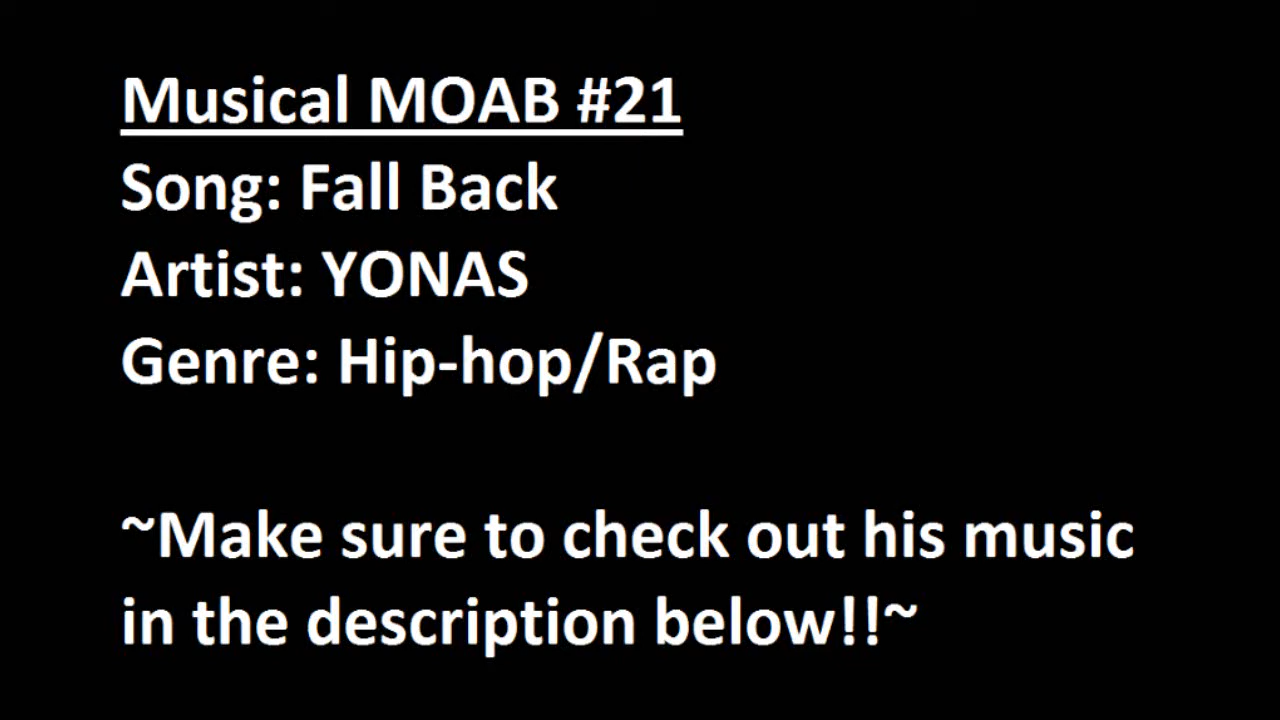 Musical MOAB #21
Song: Fall Back
Artist: YONAS
Genre: Hip-hop/Rap
~Make sure to check out his music
in the description below!!~